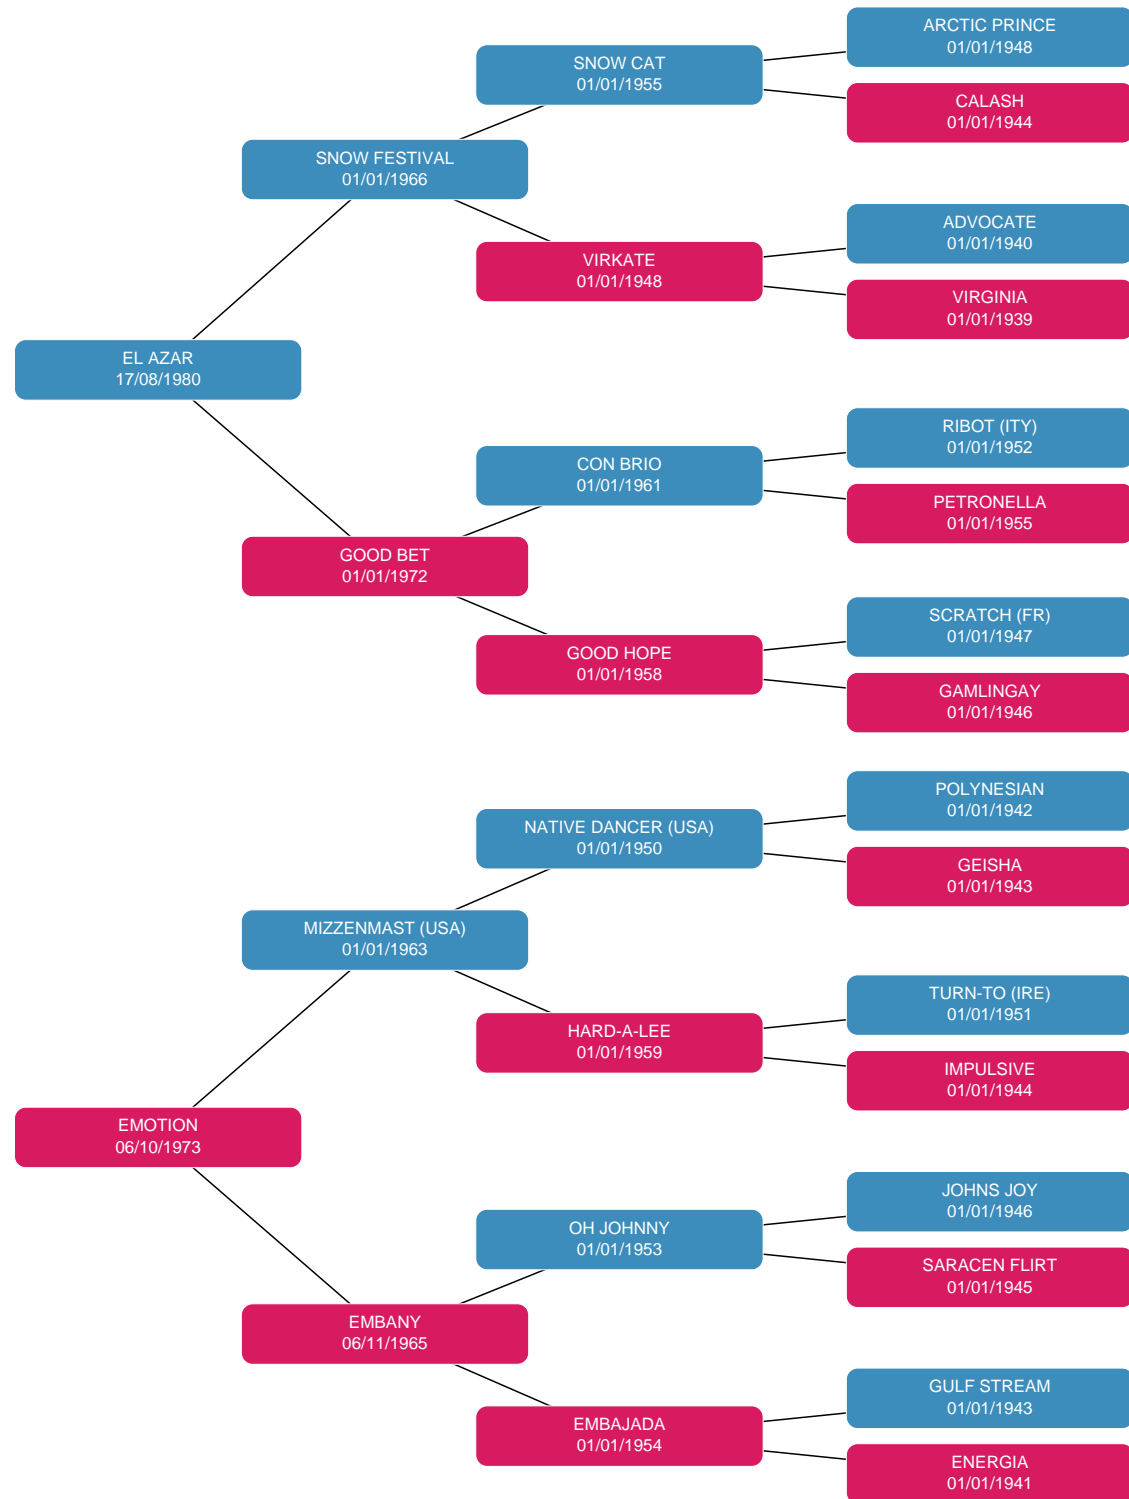 ARCTIC PRINCE
01/01/1948
SNOW CAT
01/01/1955
CALASH
01/01/1944
SNOW FESTIVAL
01/01/1966
ADVOCATE
01/01/1940
VIRKATE
01/01/1948
VIRGINIA
01/01/1939
EL AZAR
17/08/1980
RIBOT (ITY)
01/01/1952
CON BRIO
01/01/1961
PETRONELLA
01/01/1955
GOOD BET
01/01/1972
SCRATCH (FR)
01/01/1947
GOOD HOPE
01/01/1958
GAMLINGAY
01/01/1946
POLYNESIAN
01/01/1942
NATIVE DANCER (USA)
01/01/1950
GEISHA
01/01/1943
MIZZENMAST (USA)
01/01/1963
TURN-TO (IRE)
01/01/1951
HARD-A-LEE
01/01/1959
IMPULSIVE
01/01/1944
EMOTION
06/10/1973
JOHNS JOY
01/01/1946
OH JOHNNY
01/01/1953
SARACEN FLIRT
01/01/1945
EMBANY
06/11/1965
GULF STREAM
01/01/1943
EMBAJADA
01/01/1954
ENERGIA
01/01/1941